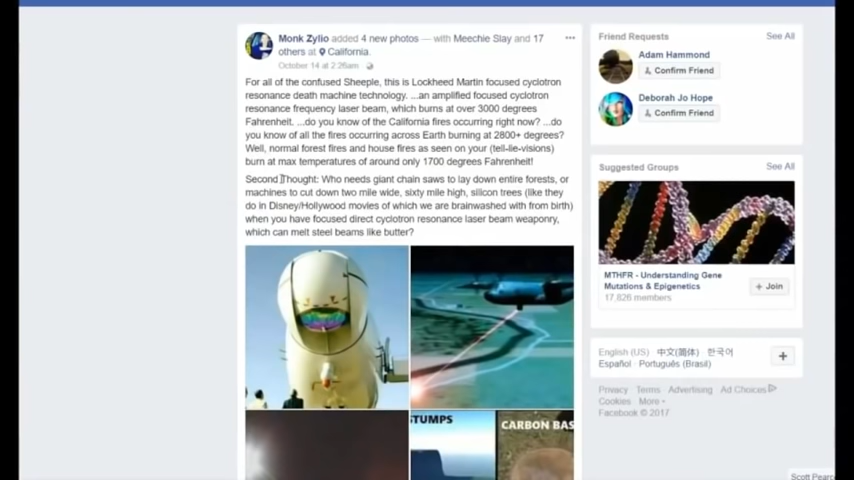 Monk Zylio added 4 new photos — with Meechie Slay and 17
others at California.
October 14 at 2:26am
For all of the confused Sheeple, this is Lockheed Martin focused cyclotron
resonance death machine technology. ...an amplified focused cyclotron
resonance frequency laser beam, which burns at over 3000 degrees
Fahrenheit. ...do you know of the California fires occurring right now? ...do
you know of all the fires occurring across Earth burning at 2800+ degrees?
Well, normal forest fires and house fires as seen on your (tell-lie-visions)
burn at max temperatures of around only 1700 degrees Fahrenheit!
Second Thought: Who needs giant chain saws to lay down entire forests, or
machines to cut down two mile wide, sixty mile high, silicon trees (like they
do in Disney/Hollywood movies of which we are brainwashed with from birth)
when you have focused direct cyclotron resonance laser beam weaponry,
which can melt steel beams like butter?
STUMPS
CARBON BAS
Friend Requests
See All
Adam Hammond
Confirm Friend
Deborah Jo Hope
Confirm Friend
Suggested Groups
See All
MTHFR - Understanding Gene
Mutations & Epigenetics
17,826 members
+ Join
English (US) · 中文(简体) · 한국어 ·
Español · Português (Brasil)
+
Privacy · Terms · Advertising · Ad Choices
Cookies · More
Facebook © 2017
Scott Pearc